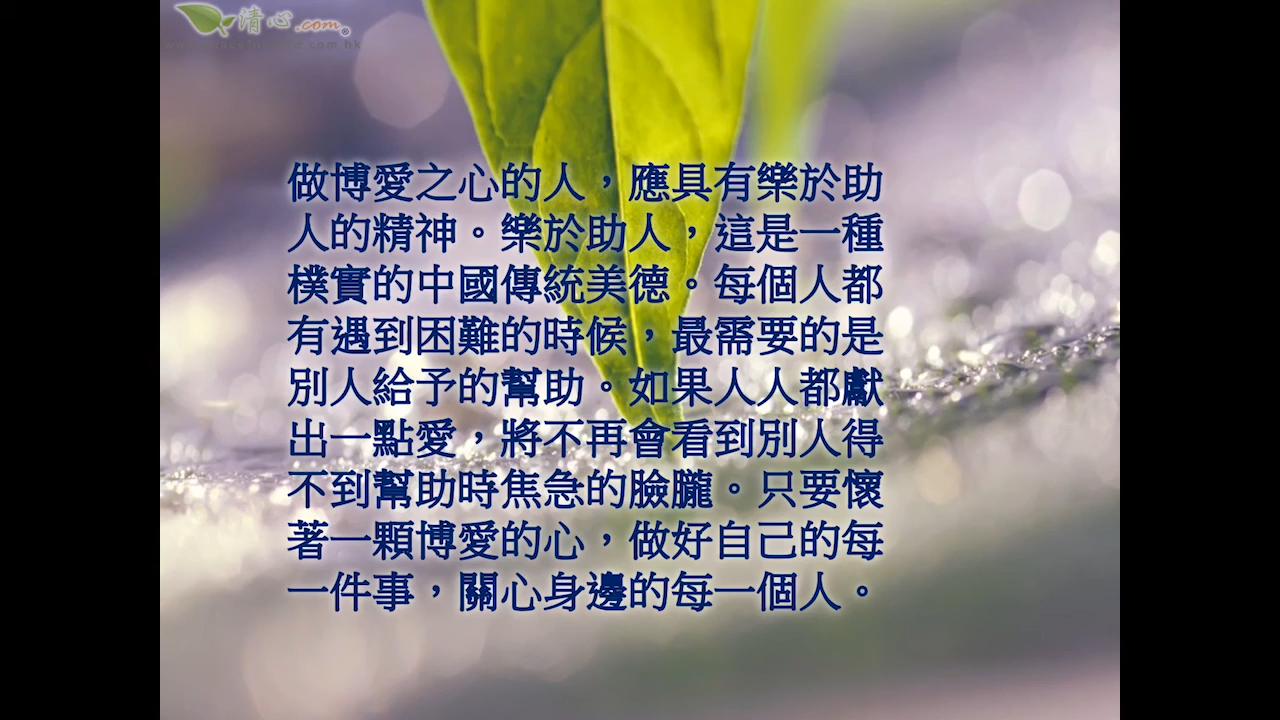 清心.com®
做博愛之心的人，應具有樂於助
人的精神。樂於助人，這是一種
樸實的中國傳統美德。每個人都
有遇到困難的時候，最需要的是
別人給予的幫助。如果人人都獻
出一點愛，將不再會看到別人得
不到幫助時焦急的臉朧。只要懷
著一顆博愛的心，做好自己的每
一件事，關心身邊的每一個人。